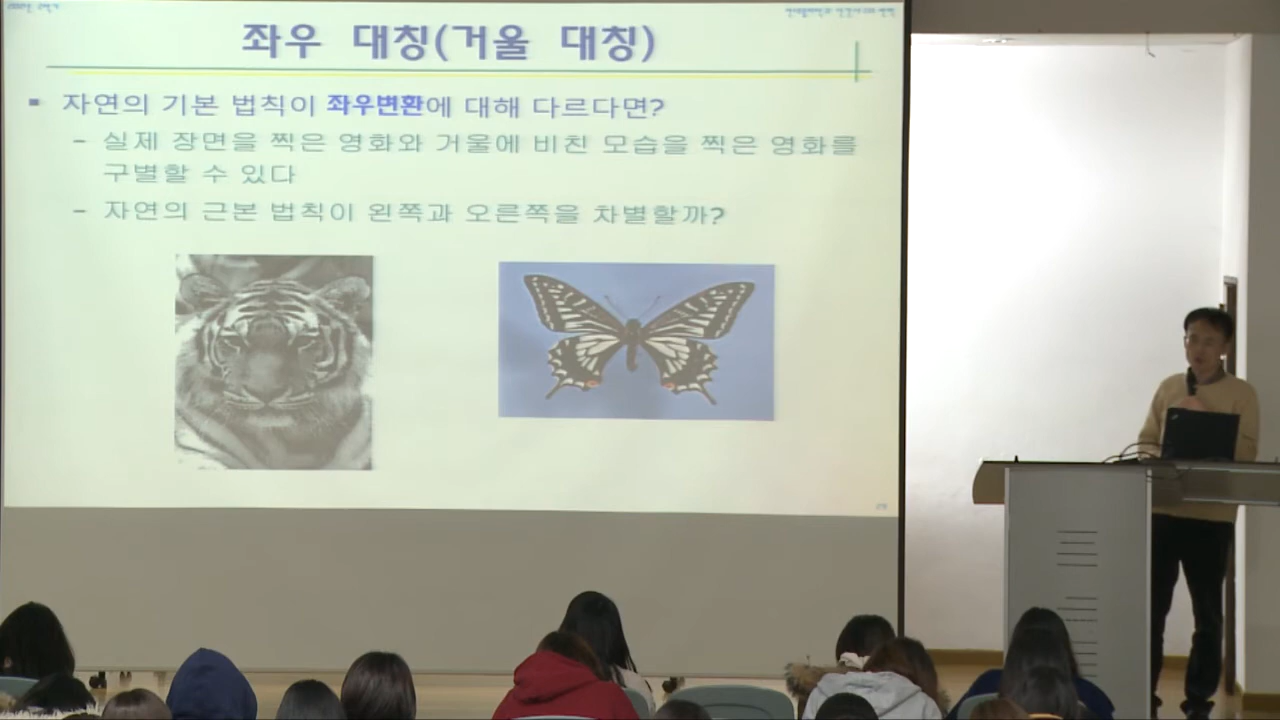 좌우 대칭(거울 대칭)
자연의 기본 법칙이 좌우변환에 대해 다르다면?
– 실제 장면을 찍은 영화와 거울에 비친 모습을 찍은 영화를
구별할 수 있다
– 자연의 근본 법칙이 왼쪽과 오른쪽을 차별할까?